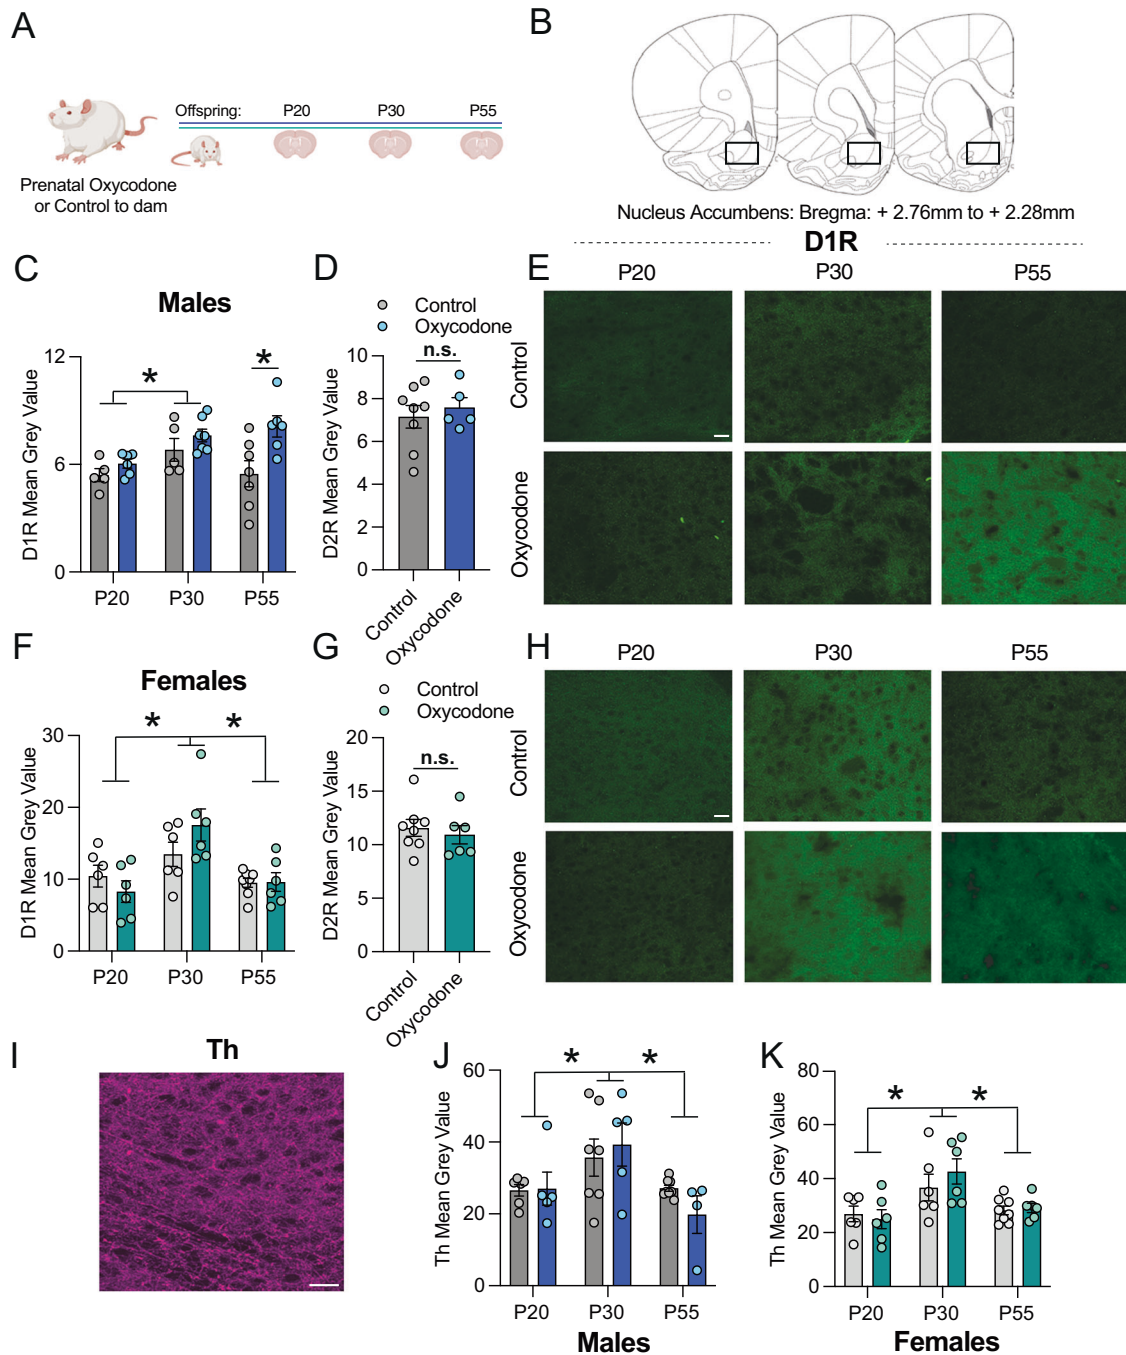 A
Offspring:
P20
P30
P55
Prenatal Oxycodone
or Control to dam
B
Nucleus Accumbens: Bregma: + 2.76mm to + 2.28mm
D1R
C
Males
D1R Mean Grey Value
12
6
0
*
*
P20
P30
P55
D
Control
Oxycodone
n.s.
D2R Mean Grey Value
10
8
6
4
2
0
Control
Oxycodone
E
P20
P30
P55
Control
Oxycodone
F
Females
D1R Mean Grey Value
30
20
10
0
*
*
P20
P30
P55
G
Control
Oxycodone
n.s.
D2R Mean Grey Value
20
15
10
5
0
Control
Oxycodone
H
P20
P30
P55
Control
Oxycodone
I
Th
J
Th Mean Grey Value
60
40
20
0
*
*
P20
P30
P55
Males
K
Th Mean Grey Value
80
60
40
20
0
*
*
P20
P30
P55
Females